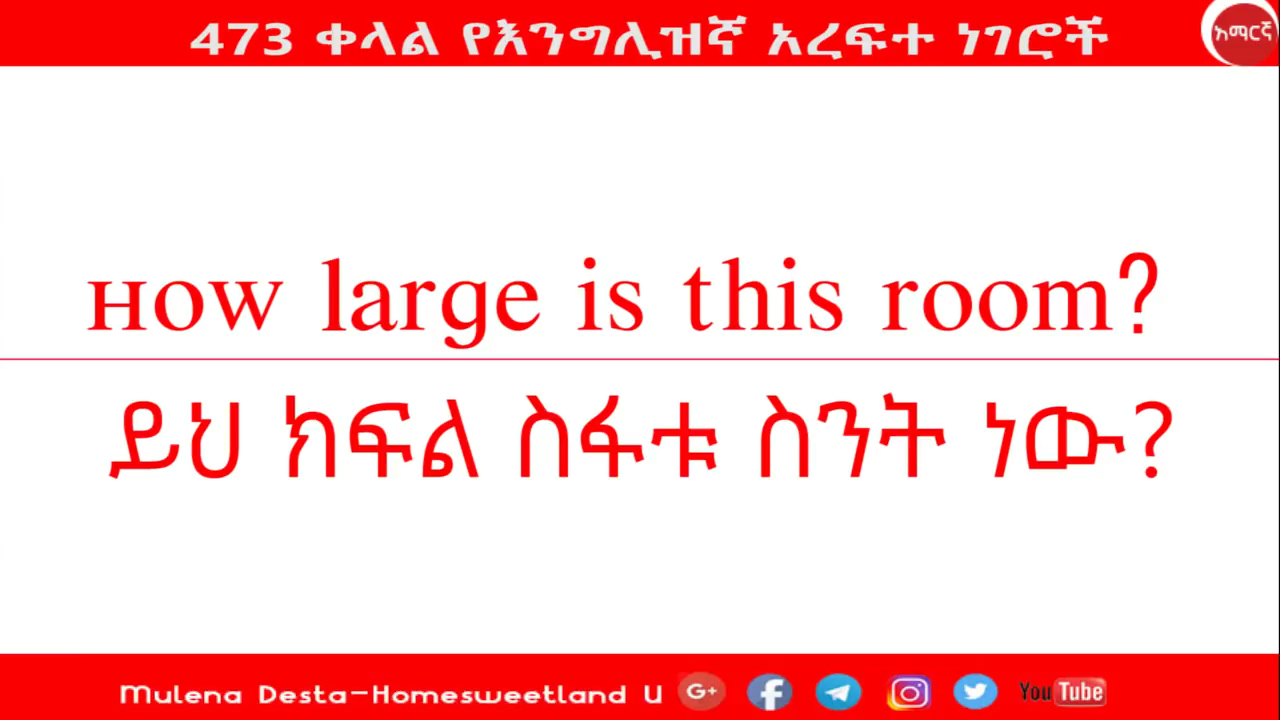 473 ቀላል የእንግሊዝኛ አረፍተ ነገሮች
አማርኛ
How large is this room?
ይህ ክፍል ስፋቱ ስንት ነው?
Mulena Desta-Homesweetland U
G+
You Tube